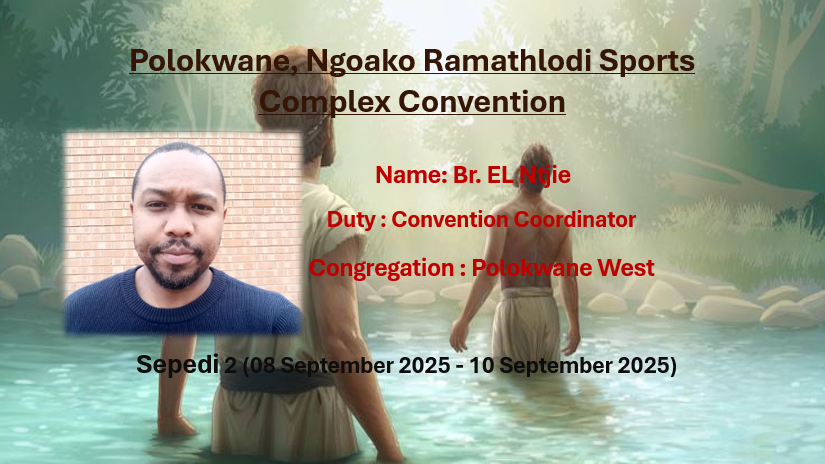 Polokwane, Ngoako Ramathlodi Sports
Complex Convention
Name: Br. EL Ntjie
Duty : Convention Coordinator
Congregation : Polokwane West
Sepedi 2 (08 September 2025 - 10 September 2025)